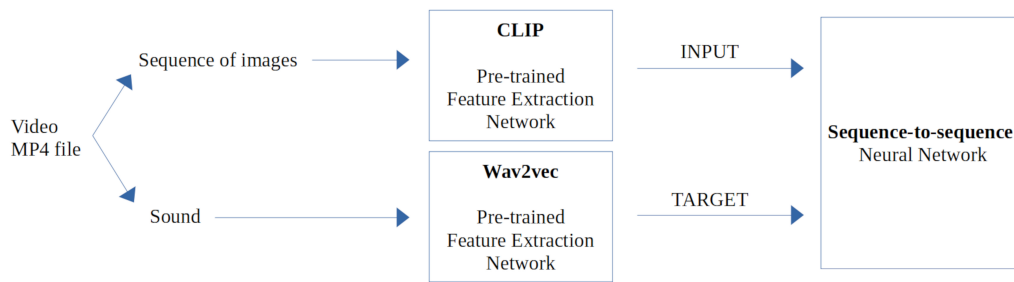 Video
MP4 file
Sequence of images
Sound
CLIP
Pre-trained
Feature Extraction
Network
Wav2vec
Pre-trained
Feature Extraction
Network
INPUT
TARGET
Sequence-to-sequence
Neural Network